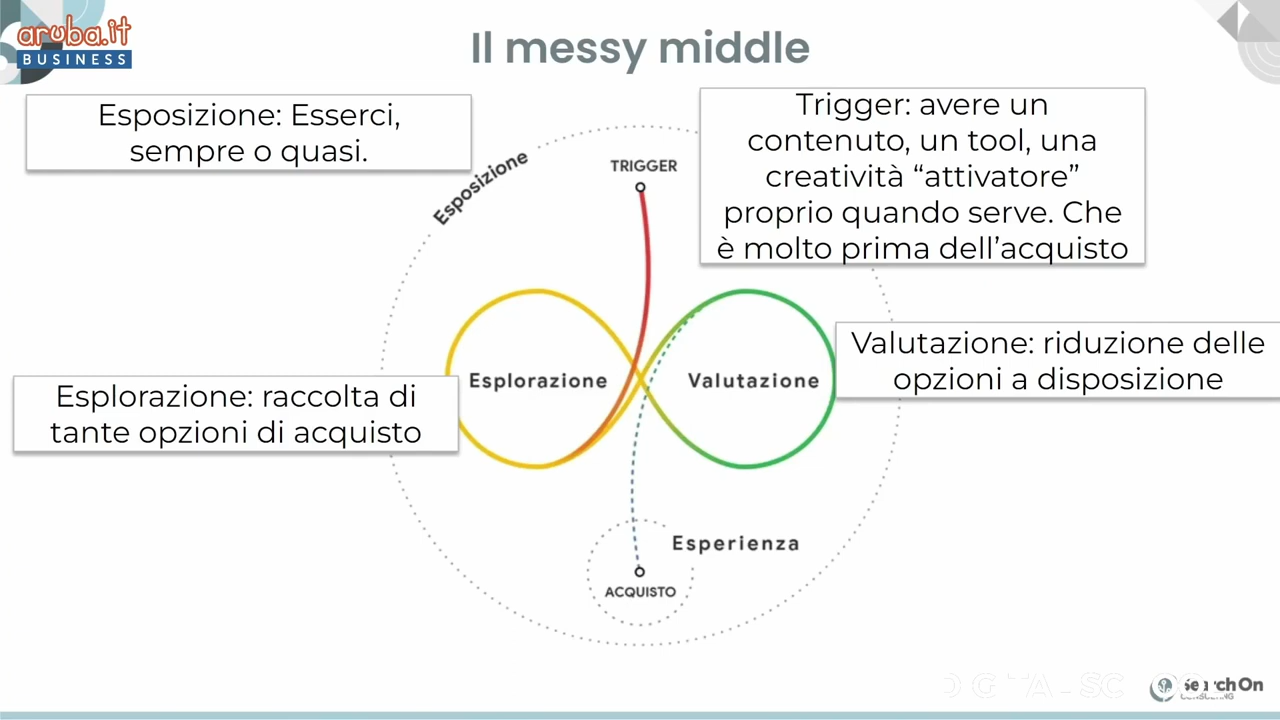 aruba.it
BUSINESS
Il messy middle
Esposizione: Esserci,
sempre o quasi.
Trigger: avere un
contenuto, un tool, una
creatività “attivatore”
proprio quando serve. Che
è molto prima dell’acquisto
Esposizione
TRIGGER
Valutazione: riduzione delle
opzioni a disposizione
Esplorazione
Valutazione
Esplorazione: raccolta di
tante opzioni di acquisto
Esperienza
ACQUISTO
SearchOn
CONSULTING